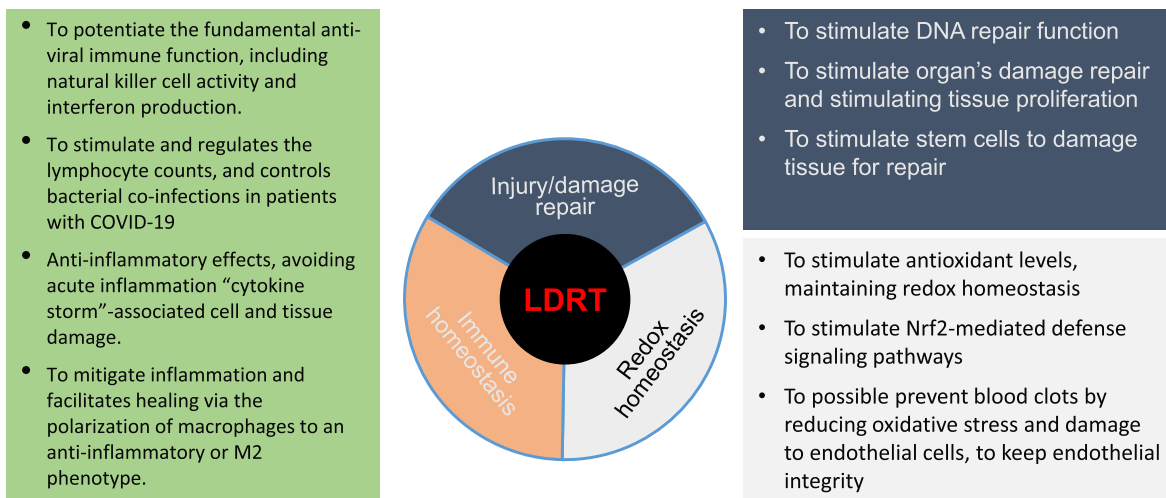 • To potentiate the fundamental anti-
viral immune function, including
natural killer cell activity and
interferon production.
• To stimulate and regulates the
lymphocyte counts, and controls
bacterial co-infections in patients
with COVID-19
• Anti-inflammatory effects, avoiding
acute inflammation “cytokine
storm”-associated cell and tissue
damage.
• To mitigate inflammation and
facilitates healing via the
polarization of macrophages to an
anti-inflammatory or M2
phenotype.
Injury/damage
repair
LDRT
Immune
homeostasis
Redox
homeostasis
• To stimulate DNA repair function
• To stimulate organ’s damage repair
and stimulating tissue proliferation
• To stimulate stem cells to damage
tissue for repair
• To stimulate antioxidant levels,
maintaining redox homeostasis
• To stimulate Nrf2-mediated defense
signaling pathways
• To possible prevent blood clots by
reducing oxidative stress and damage
to endothelial cells, to keep endothelial
integrity